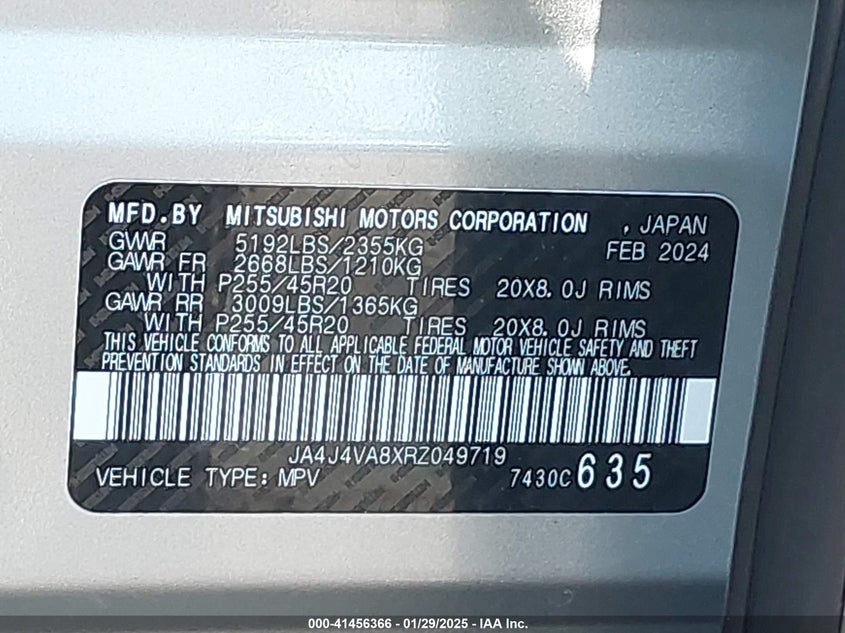 MFD.BY MITSUBISHI MOTORS CORPORATION , JAPAN
GWWR 5192LBS/2355KG FEB 2024
GAWR FR 2668LBS/1210KG
WITH P255/45R20 TIRES 20X8.0J RIMS
GAWR RR 3009LBS/1365KG
WITH P255/45R20 TIRES 20X8.0J RIMS
THIS VEHICLE CONFORMS TO ALL APPLICABLE FEDERAL MOTOR VEHICLE SAFETY AND THEFT
PREVENTION STANDARDS IN EFFECT ON THE DATE OF MANUFACTURE SHOWN ABOVE.
JA4J4VA8XRZ049719
VEHICLE TYPE: MPV 7430C 635
000-41456366 - 01/29/2025 - IAA Inc.